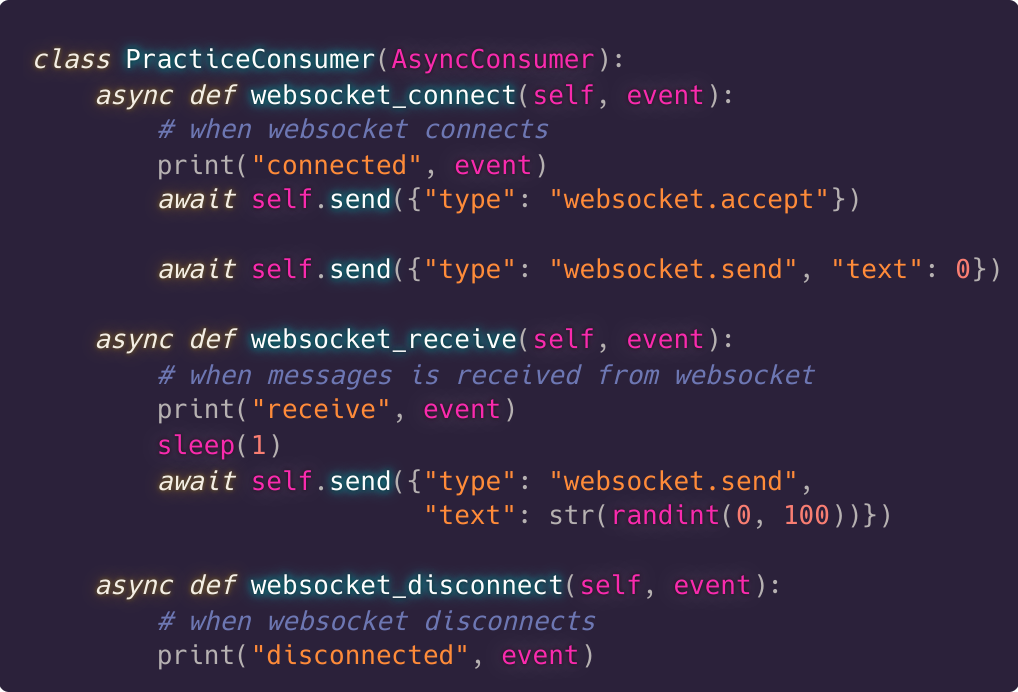 class PracticeConsumer(AsyncConsumer):
    async def websocket_connect(self, event):
        # when websocket connects
        print("connected", event)
        await self.send({"type": "websocket.accept"})
        await self.send({"type": "websocket.send", "text": 0})
    async def websocket_receive(self, event):
        # when messages is received from websocket
        print("receive", event)
        sleep(1)
        await self.send({"type": "websocket.send",
                         "text": str(randint(0, 100))})
    async def websocket_disconnect(self, event):
        # when websocket disconnects
        print("disconnected", event)